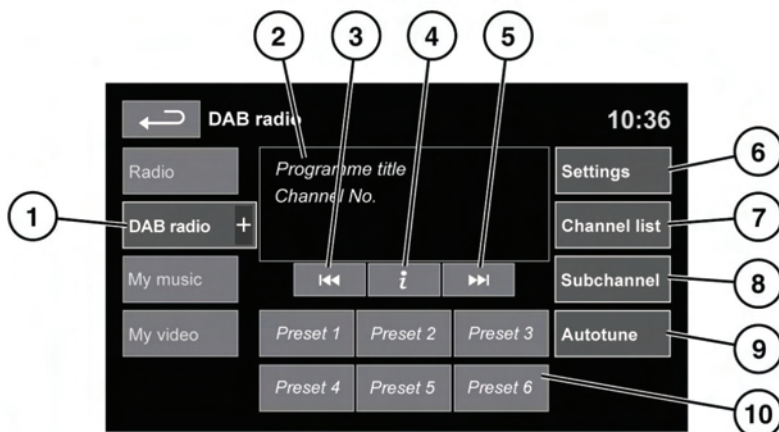 2 3 4 5
DAB radio 10:36
Radio Programme title Settings 6
Channel No.
1 DAB radio + Channel list 7
My music i Subchannel 8
My video Preset 1 Preset 2 Preset 3 Autotune 9
Preset 4 Preset 5 Preset 6 10